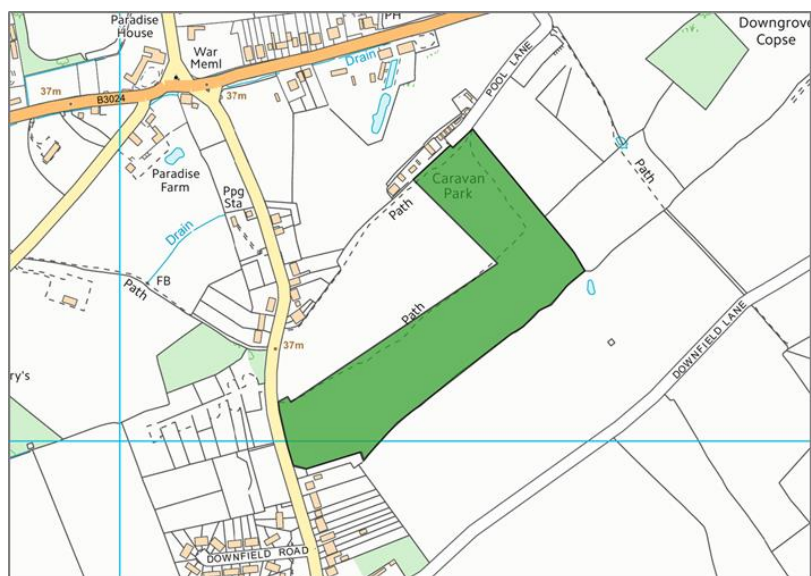 Paradise
House
PH
Downgrove
Copse
War
Meml
Drain
POOL LANE
37m
B3024
37m
Paradise
Farm
Ppg
Sta
Path
Caravan
Park
Path
Drain
FB
Path
Path
DOWNFIELD LANE
37m
ry's
DOWNFIELD ROAD